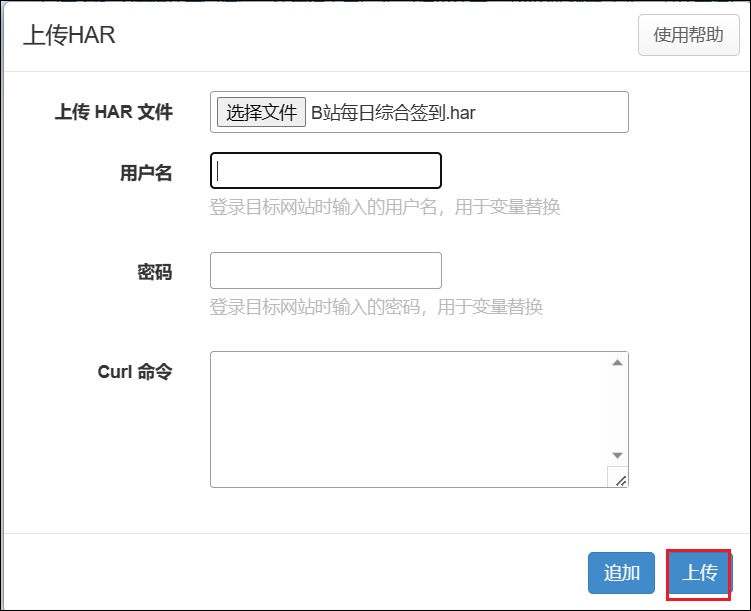 上传HAR
使用帮助
上传 HAR 文件
选择文件 B站每日综合签到.har
用户名
登录目标网站时输入的用户名，用于变量替换
密码
登录目标网站时输入的密码，用于变量替换
Curl 命令
追加
上传